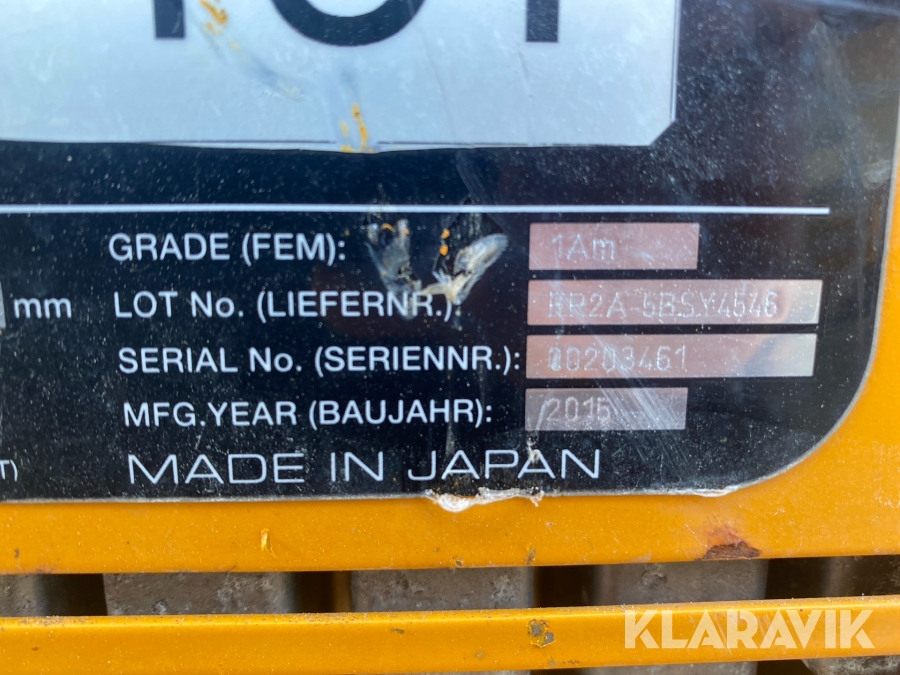 GRADE (FEM): 1Am
mm LOT No. (LIEFERNR.):
SERIAL No. (SERIENNR.): 00203461
MFG.YEAR (BAUJAHR): 2015
T) MADE IN JAPAN
KLARAVIK